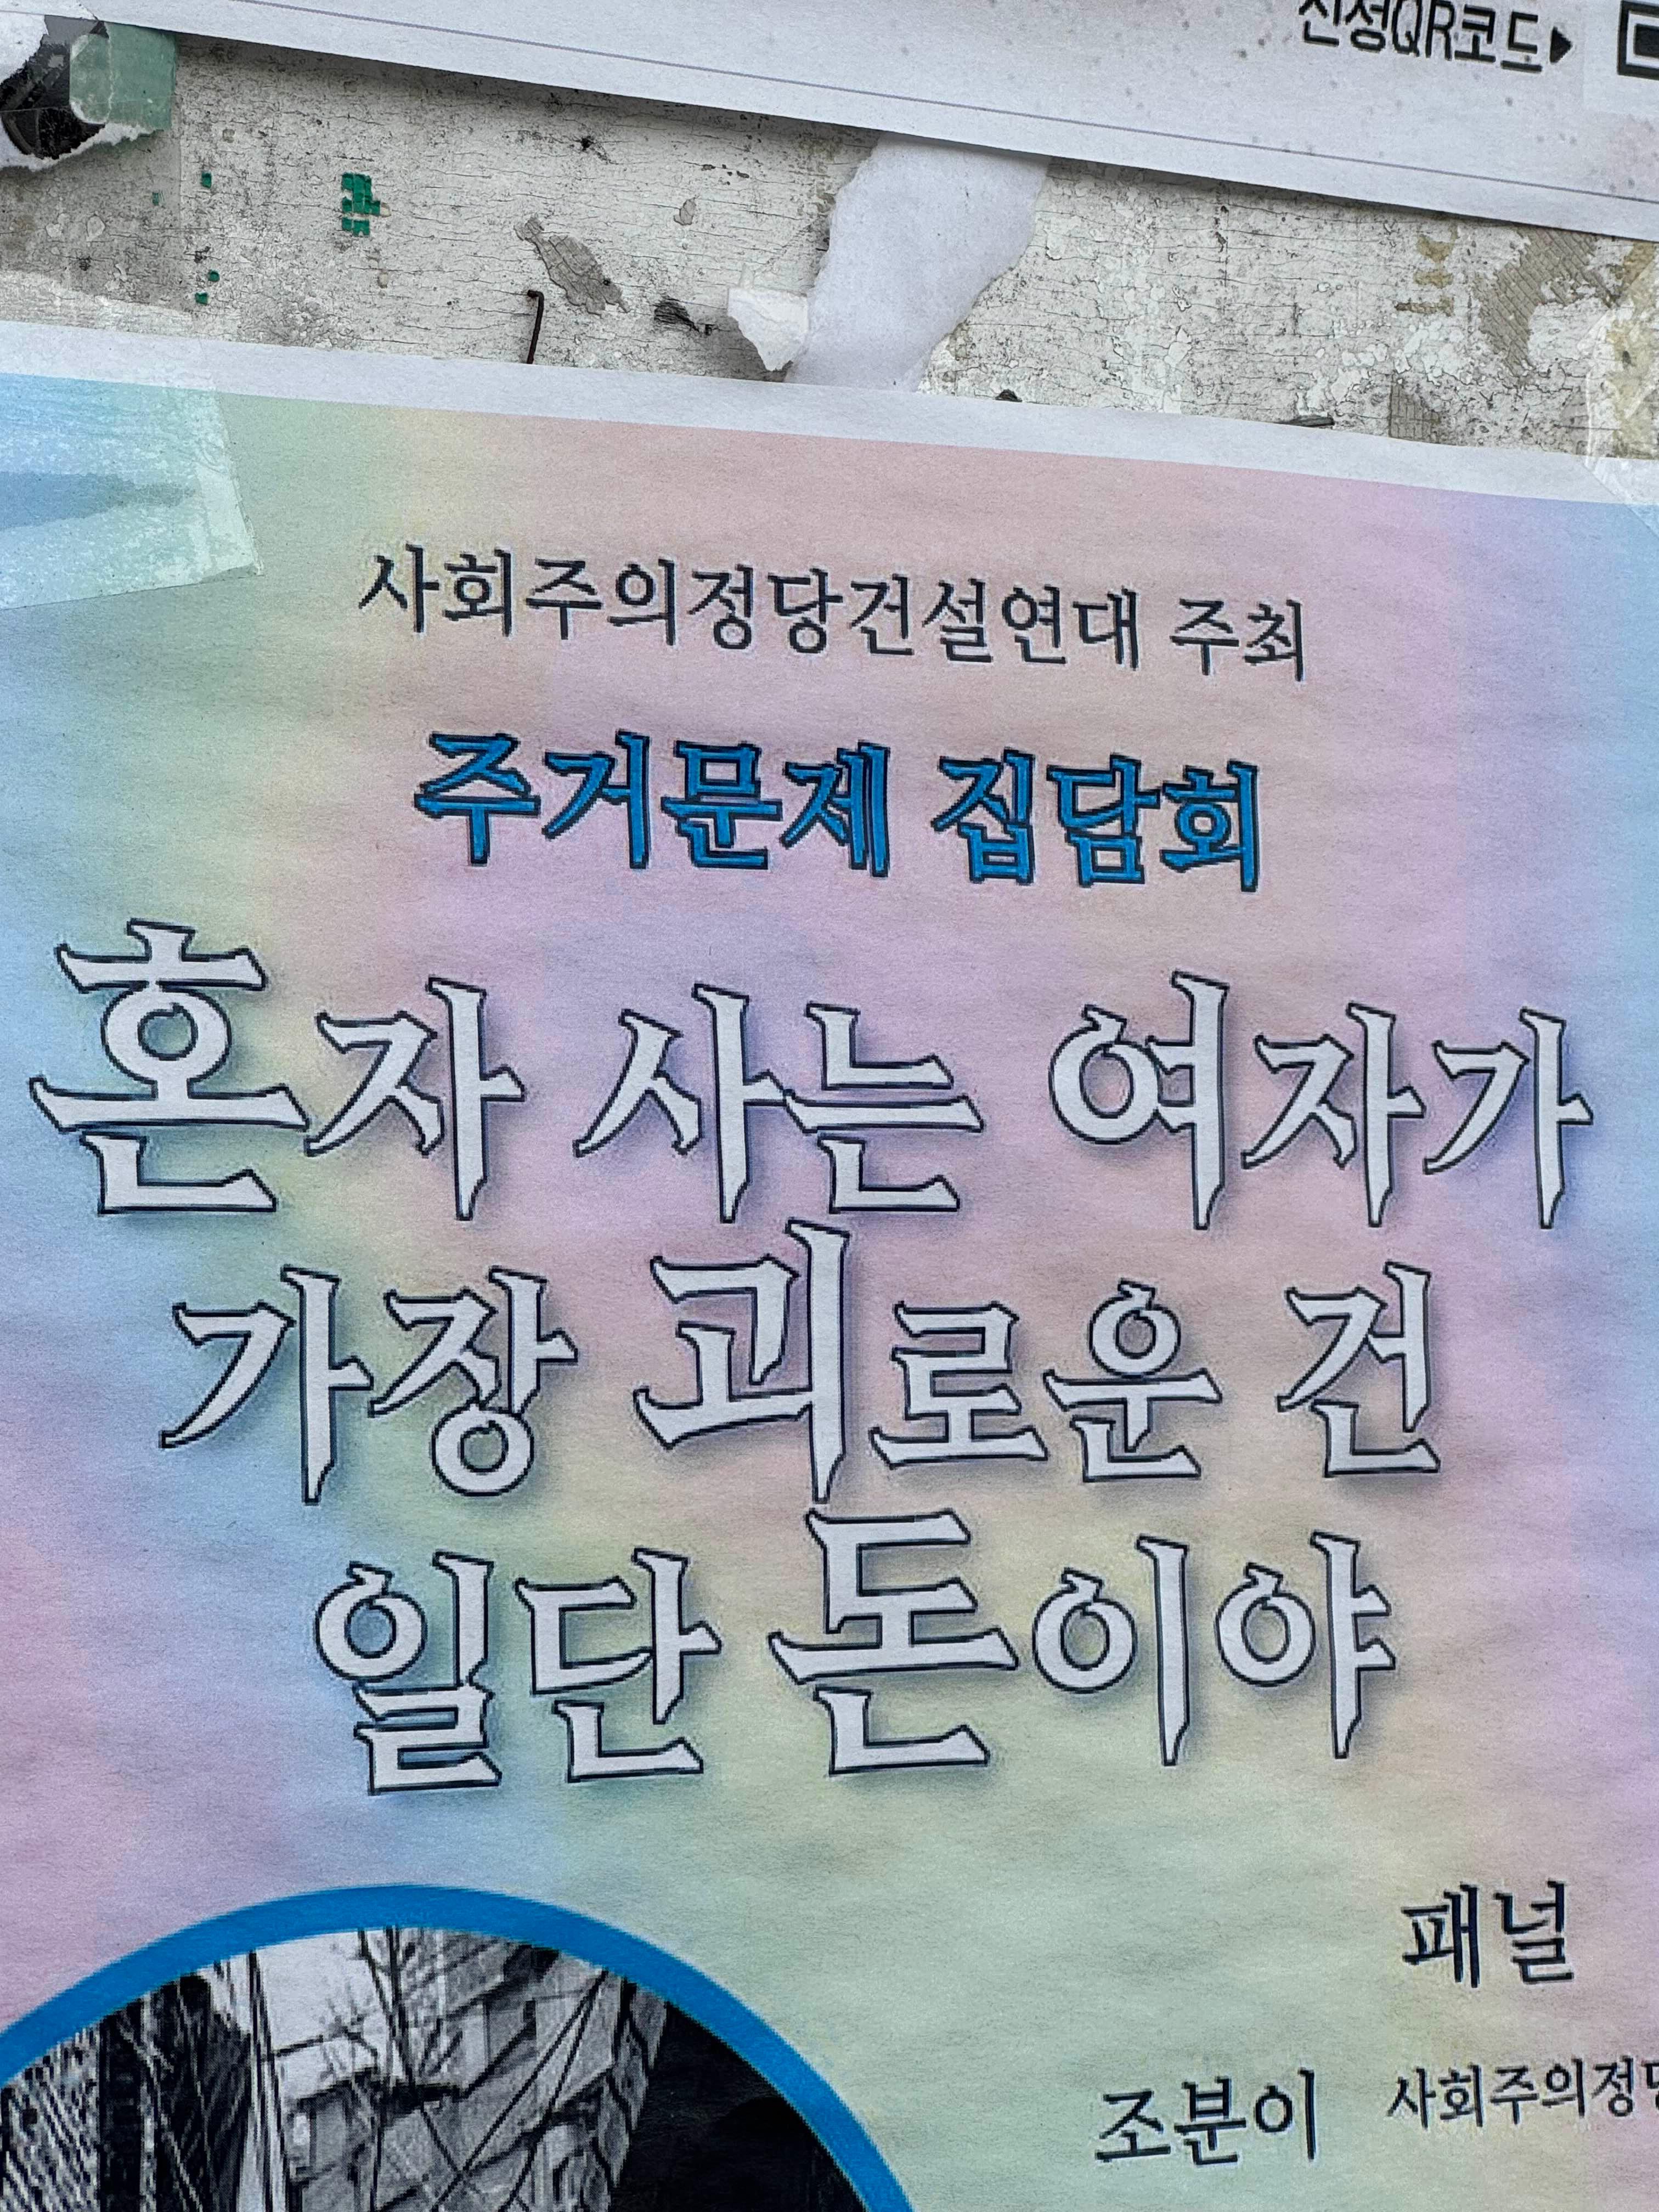 신청QR코드▶
사회주의정당건설연대 주최
주거문제 집담회
혼자 사는 여자가
가장 괴로운 건
일단 돈이야
패널
조분이 사회주의정당